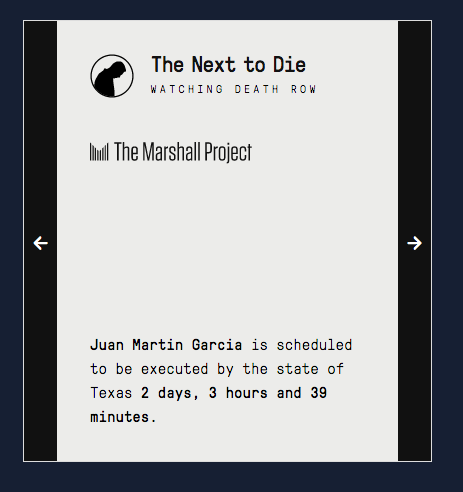 The Next to Die
WATCHING DEATH ROW
The Marshall Project
Juan Martin Garcia is scheduled
to be executed by the state of
Texas 2 days, 3 hours and 39
minutes.